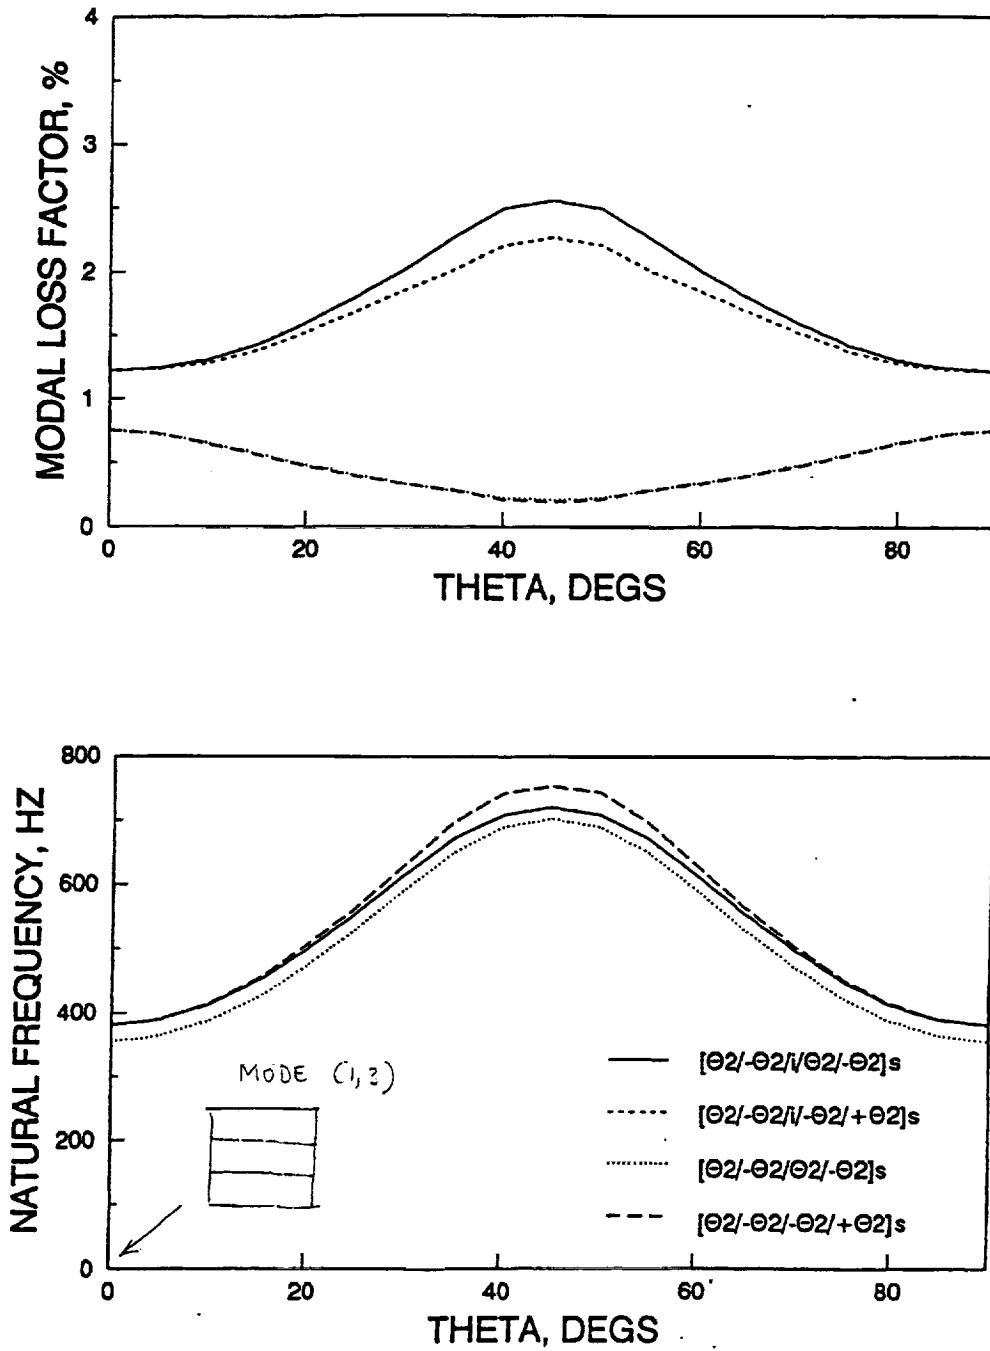 4
3
2
1
0
MODAL LOSS FACTOR, %
0 20 40 60 80
THETA, DEGS
800
600
400
200
0
NATURAL FREQUENCY, HZ
MODE (1,3)
[Θ2/-Θ2/i/Θ2/-Θ2]s
[Θ2/-Θ2/i/-Θ2/+Θ2]s
[Θ2/-Θ2/Θ2/-Θ2]s
[Θ2/-Θ2/-Θ2/+Θ2]s
0 20 40 60 80
THETA, DEGS